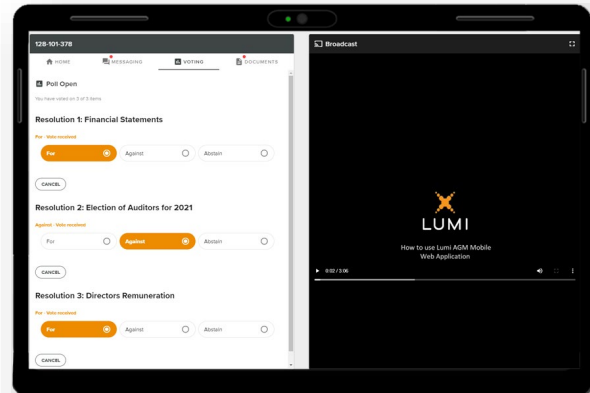 128-101-378
HOME
MESSAGING
VOTING
DOCUMENTS
Poll Open
You have voted on 3 of 3 items
Resolution 1: Financial Statements
For - Vote received
For
Against
Abstain
CANCEL
Resolution 2: Election of Auditors for 2021
Against - Vote received
For
Against
Abstain
CANCEL
Resolution 3: Directors Remuneration
For - Vote received
For
Against
Abstain
CANCEL
Broadcast
LUMI
How to use Lumi AGM Mobile
Web Application
0:02 / 3:06